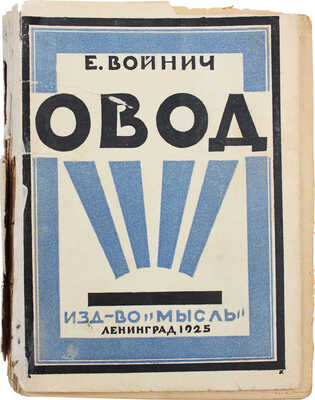 Е. ВОЙНИЧ
ОВОД
ИЗД-ВО „МЫСЛЬ"
ЛЕНИНГРАД 1925